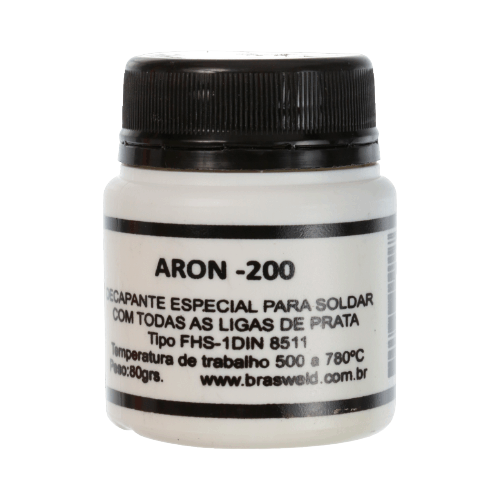 ARON -200
DECAPANTE ESPECIAL PARA SOLDAR
COM TODAS AS LIGAS DE PRATA
Tipo FHS-1DIN 8511
Temperatura de trabalho 500 a 780ºC
Peso:80grs. www.brasweld.com.br